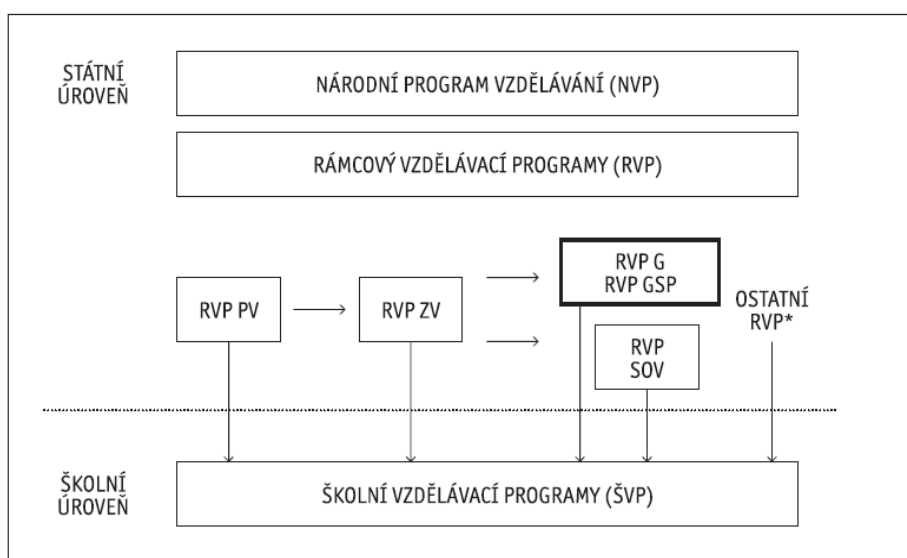 STÁTNÍ
ÚROVEŇ
NÁRODNÍ PROGRAM VZDĚLÁVÁNÍ (NVP)
RÁMCOVÝ VZDĚLÁVACÍ PROGRAMY (RVP)
RVP PV
RVP ZV
RVP G
RVP GSP
RVP
SOV
OSTATNÍ
RVP*
ŠKOLNÍ
ÚROVEŇ
ŠKOLNÍ VZDĚLÁVACÍ PROGRAMY (ŠVP)